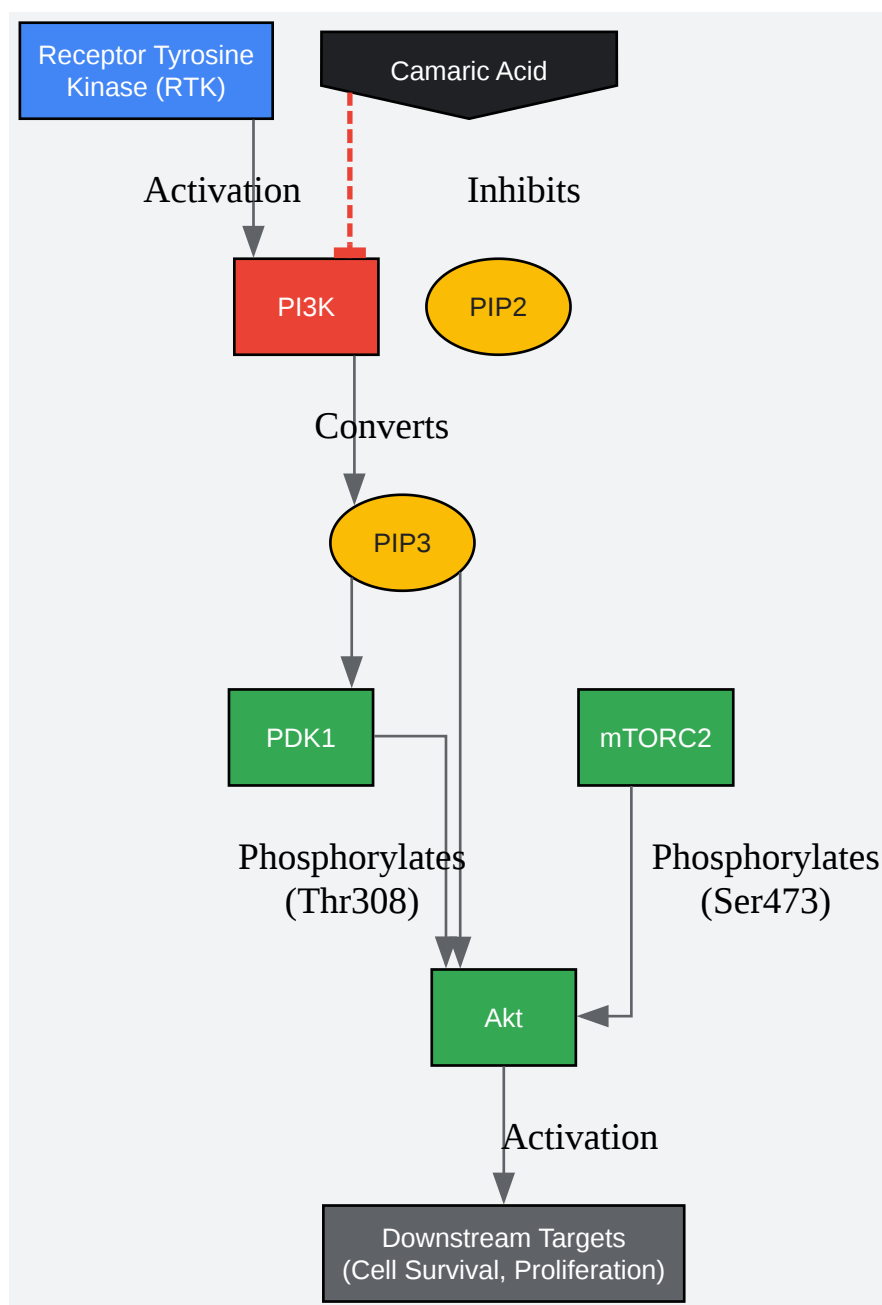 Receptor Tyrosine
Kinase (RTK)
Camaric Acid
Activation
Inhibits
PI3K
PIP2
Converts
PIP3
PDK1
mTORC2
Phosphorylates
(Thr308)
Phosphorylates
(Ser473)
Akt
Activation
Downstream Targets
(Cell Survival, Proliferation)